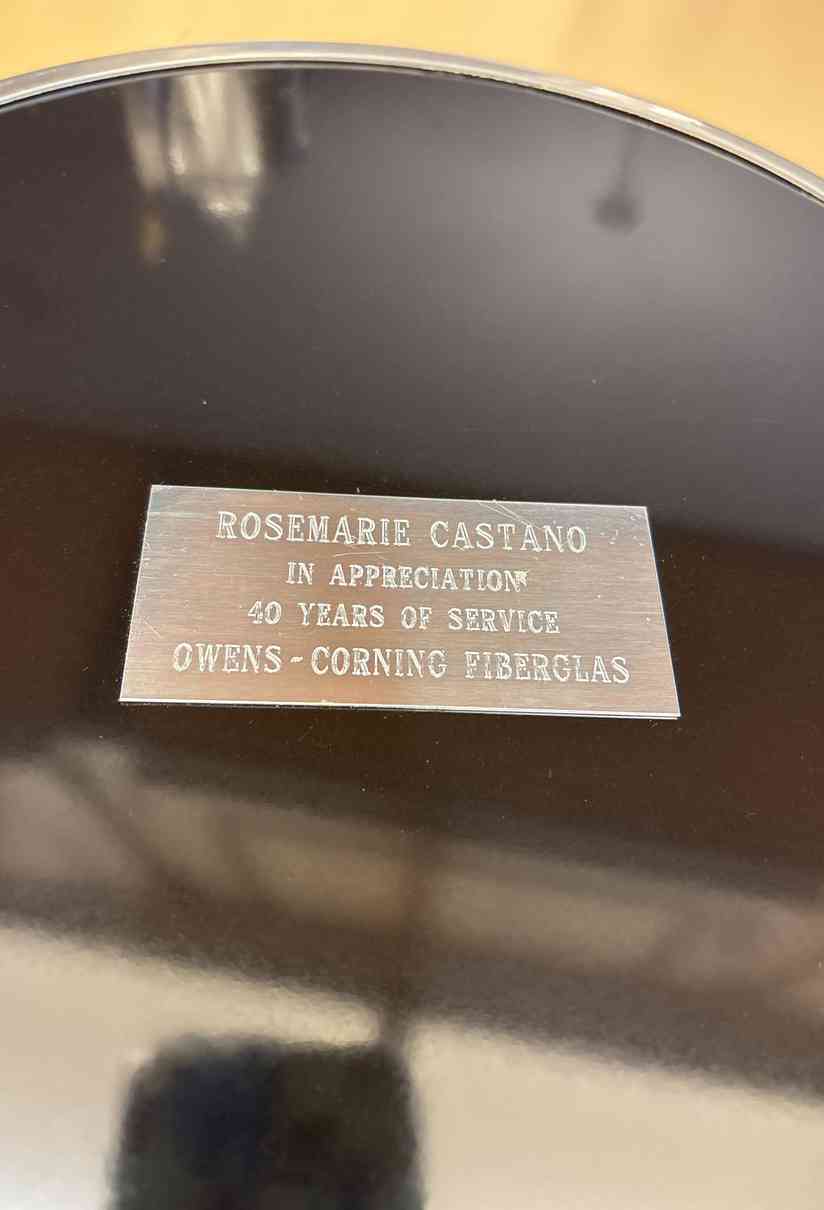 ROSEMARIE CASTANO
IN APPRECIATION
40 YEARS OF SERVICE
OWENS-CORNING FIBERGLAS